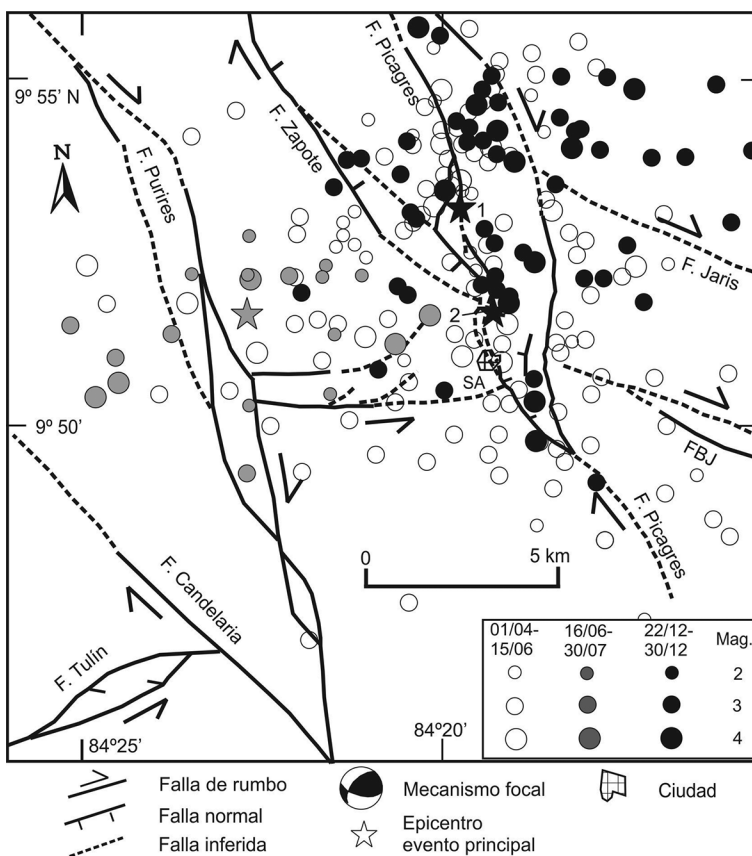 F. Picagres
9º 55' N
F. Zapote
N
F. Purires
1
F. Jaris
2
SA
9º 50'
FBJ
F. Picagres
0 5 km
F. Candelaria
F. Tulín
01/04- 16/06- 22/12- Mag.
15/06 30/07 30/12
2
3
4
84º25' 84º20'
Falla de rumbo Mecanismo focal Ciudad
Falla normal
Falla inferida
Epicentro
evento principal